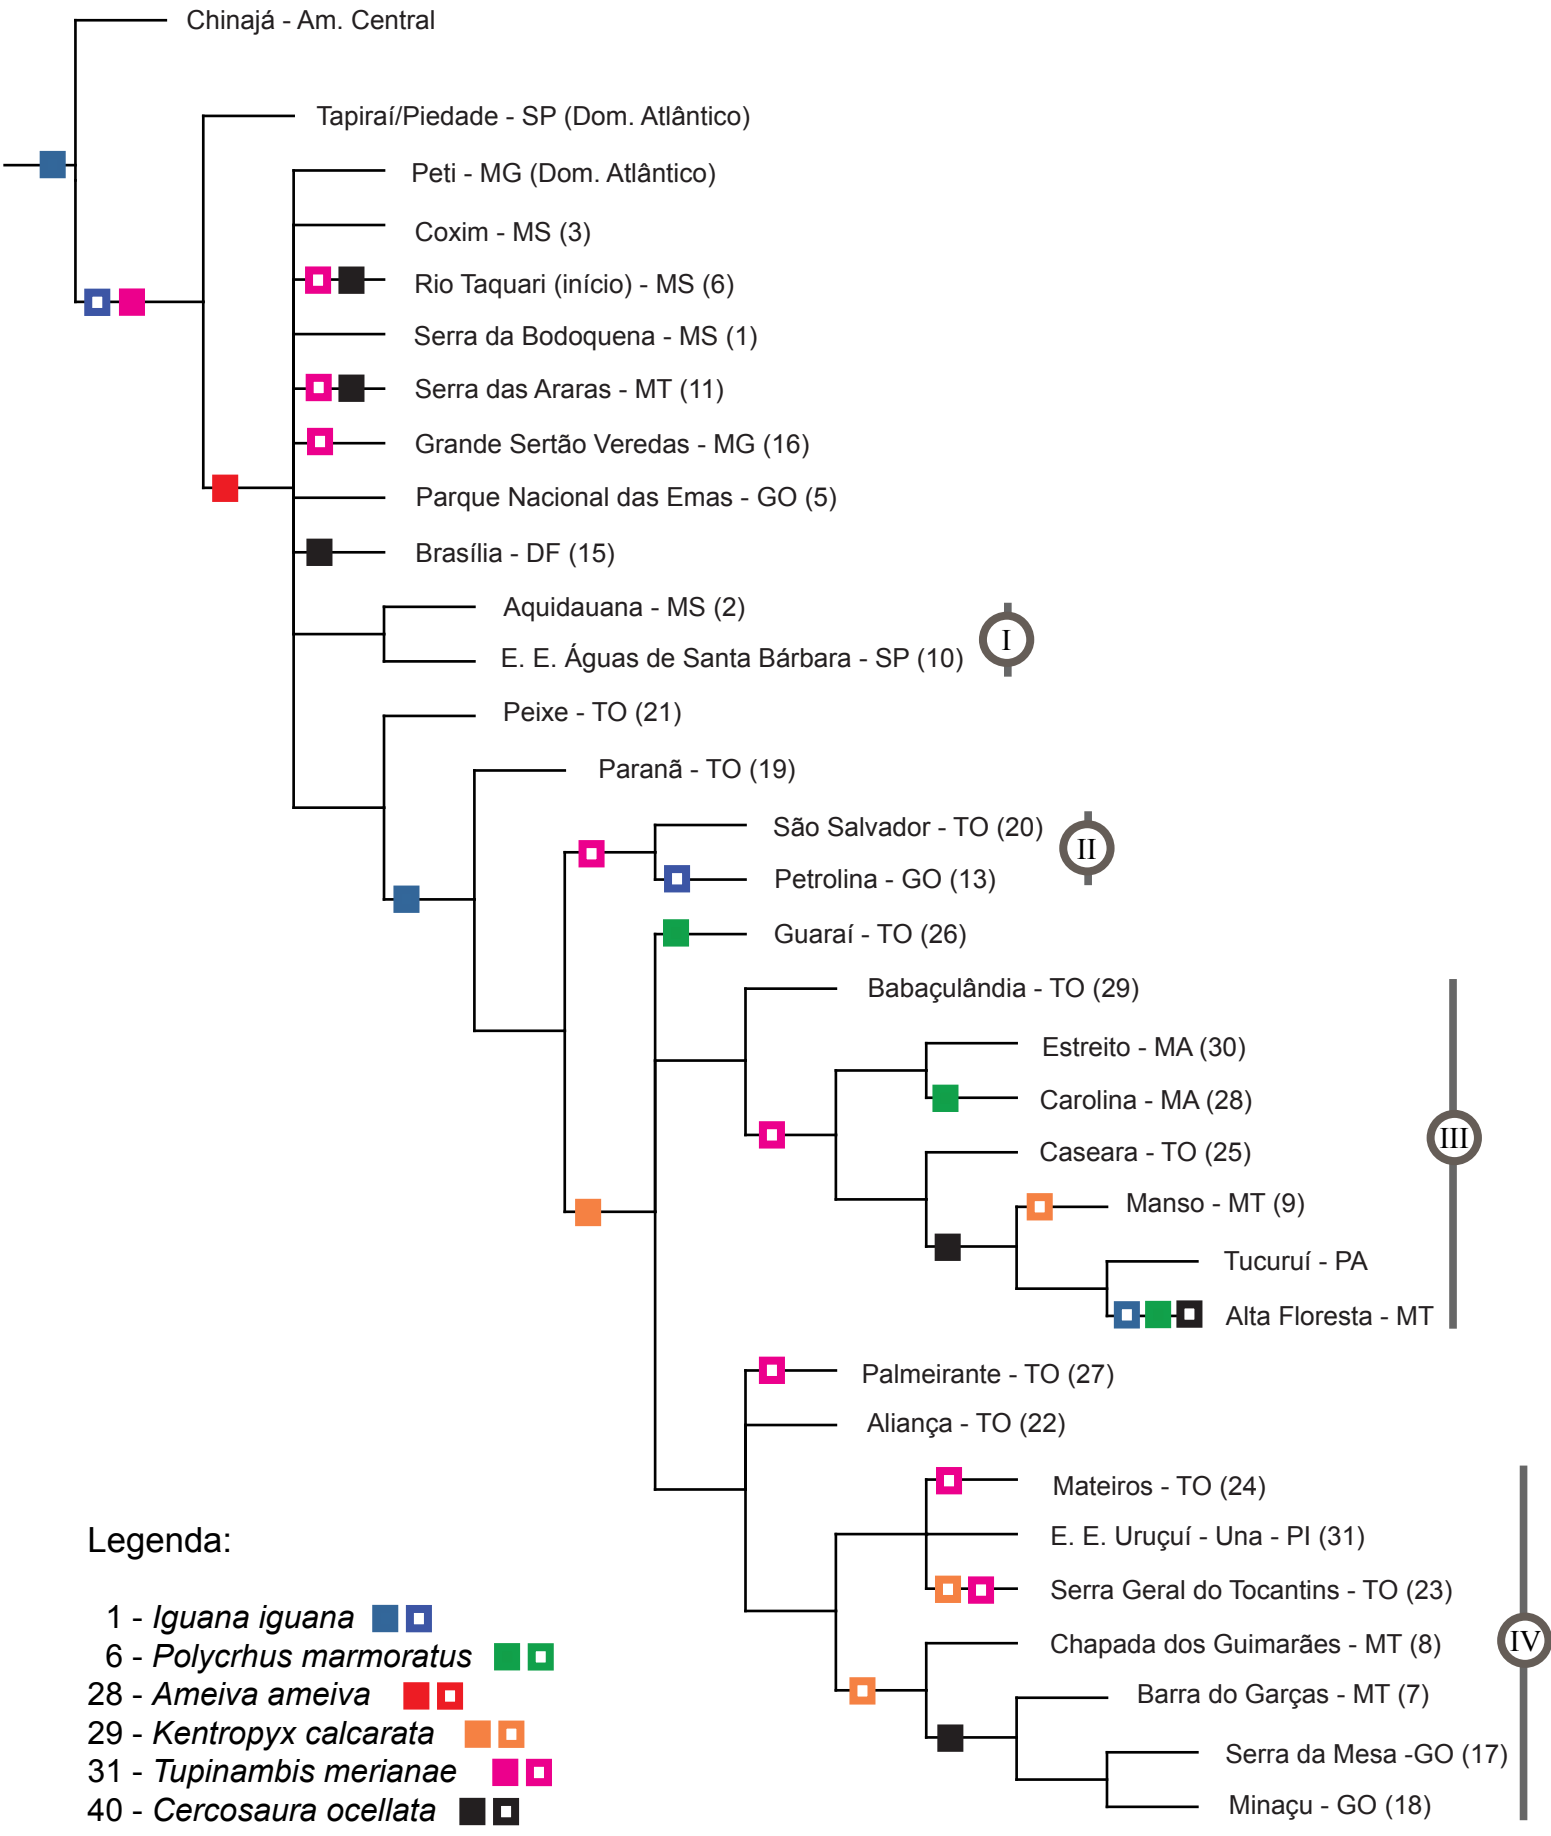 Chinajá - Am. Central
Tapiraí/Piedade - SP (Dom. Atlântico)
Peti - MG (Dom. Atlântico)
Coxim - MS (3)
Rio Taquari (início) - MS (6)
Serra da Bodoquena - MS (1)
Serra das Araras - MT (11)
Grande Sertão Veredas - MG (16)
Parque Nacional das Emas - GO (5)
Brasília - DF (15)
Aquidauana - MS (2)
I
E. E. Águas de Santa Bárbara - SP (10)
Peixe - TO (21)
Paranã - TO (19)
São Salvador - TO (20)
II
Petrolina - GO (13)
Guaraí - TO (26)
Babaçulândia - TO (29)
Estreito - MA (30)
Carolina - MA (28)
III
Caseara - TO (25)
Manso - MT (9)
Tucuruí - PA
Alta Floresta - MT
Palmeirante - TO (27)
Aliança - TO (22)
Mateiros - TO (24)
E. E. Uruçuí - Una - PI (31)
Serra Geral do Tocantins - TO (23)
Chapada dos Guimarães - MT (8)
IV
Barra do Garças - MT (7)
Serra da Mesa -GO (17)
Minaçu - GO (18)
Legenda:
1 - Iguana iguana
6 - Polycrhus marmoratus
28 - Ameiva ameiva
29 - Kentropyx calcarata
31 - Tupinambis merianae
40 - Cercosaura ocellata